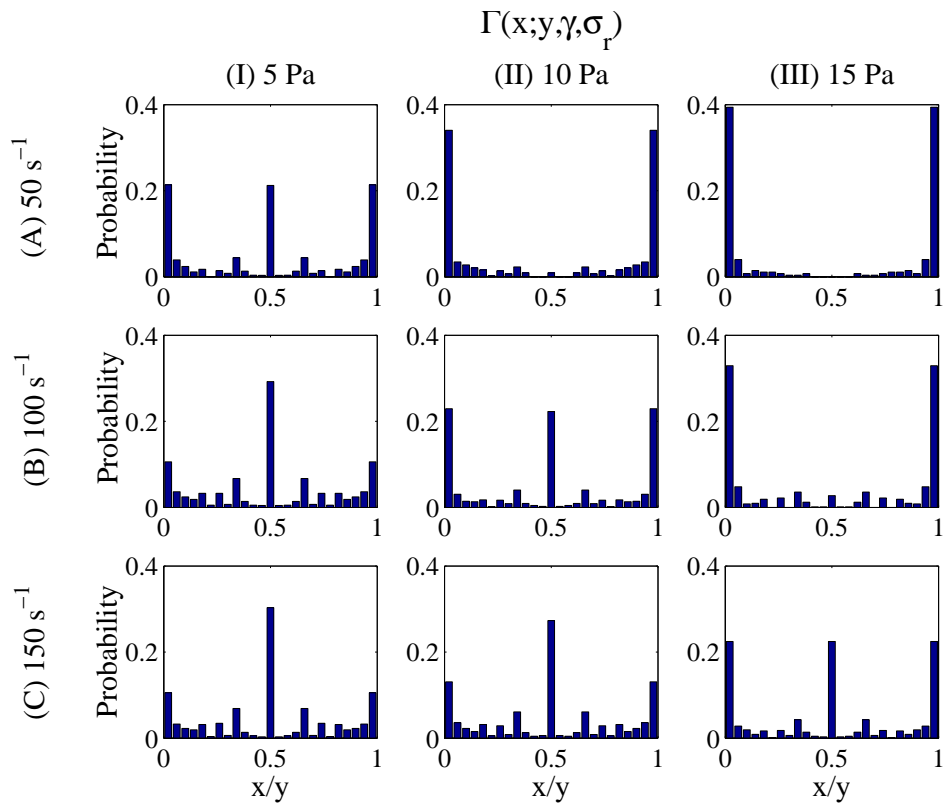 Γ(x;y,γ,σ_r)
(I) 5 Pa (II) 10 Pa (III) 15 Pa
(A) 50 s⁻¹
Probability
0.4 0.4 0.4
0.2 0.2 0.2
0 0 0
0 0.5 1 0 0.5 1 0 0.5 1
(B) 100 s⁻¹
Probability
0.4 0.4 0.4
0.2 0.2 0.2
0 0 0
0 0.5 1 0 0.5 1 0 0.5 1
(C) 150 s⁻¹
Probability
0.4 0.4 0.4
0.2 0.2 0.2
0 0 0
0 0.5 1 0 0.5 1 0 0.5 1
x/y x/y x/y